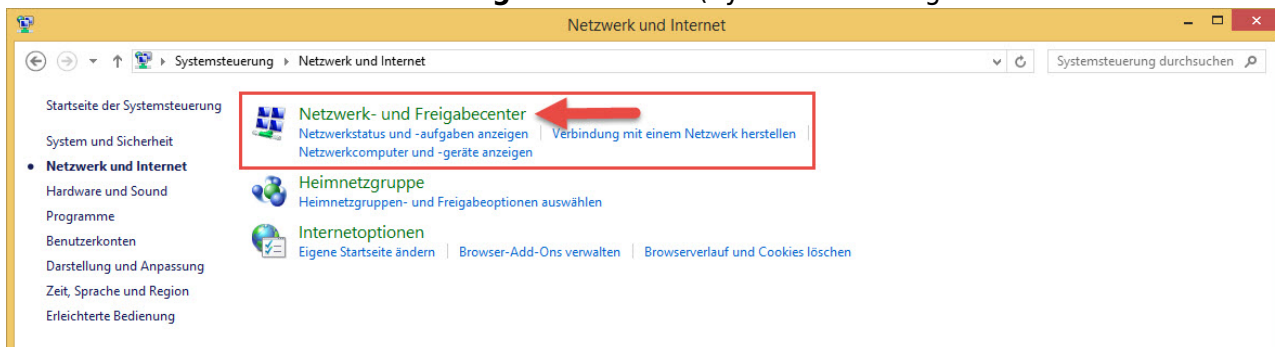 Netzwerk und Internet
Systemsteuerung Netzwerk und Internet Systemsteuerung durchsuchen
Startseite der Systemsteuerung
System und Sicherheit
Netzwerk und Internet
Hardware und Sound
Programme
Benutzerkonten
Darstellung und Anpassung
Zeit, Sprache und Region
Erleichterte Bedienung
Netzwerk- und Freigabecenter
Netzwerkstatus und -aufgaben anzeigen Verbindung mit einem Netzwerk herstellen
Netzwerkcomputer und -geräte anzeigen
Heimnetzgruppe
Heimnetzgruppen- und Freigabeoptionen auswählen
Internetoptionen
Eigene Startseite ändern Browser-Add-Ons verwalten Browserverlauf und Cookies löschen